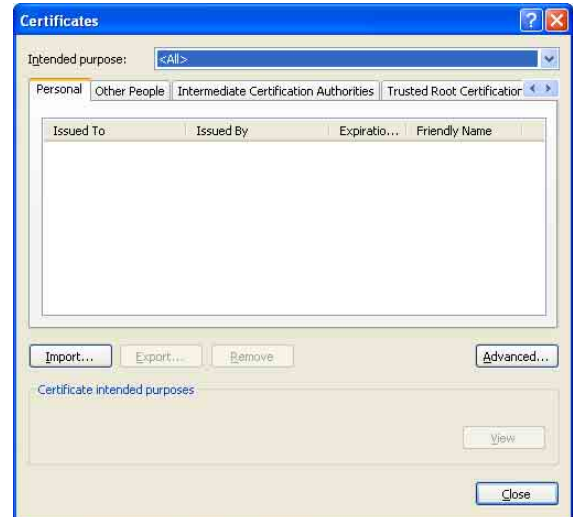 Certificates
Intended purpose: <All>
Personal Other People Intermediate Certification Authorities Trusted Root Certification
Issued To Issued By Expiratio... Friendly Name
Import... Export... Remove Advanced...
Certificate intended purposes
View
Close